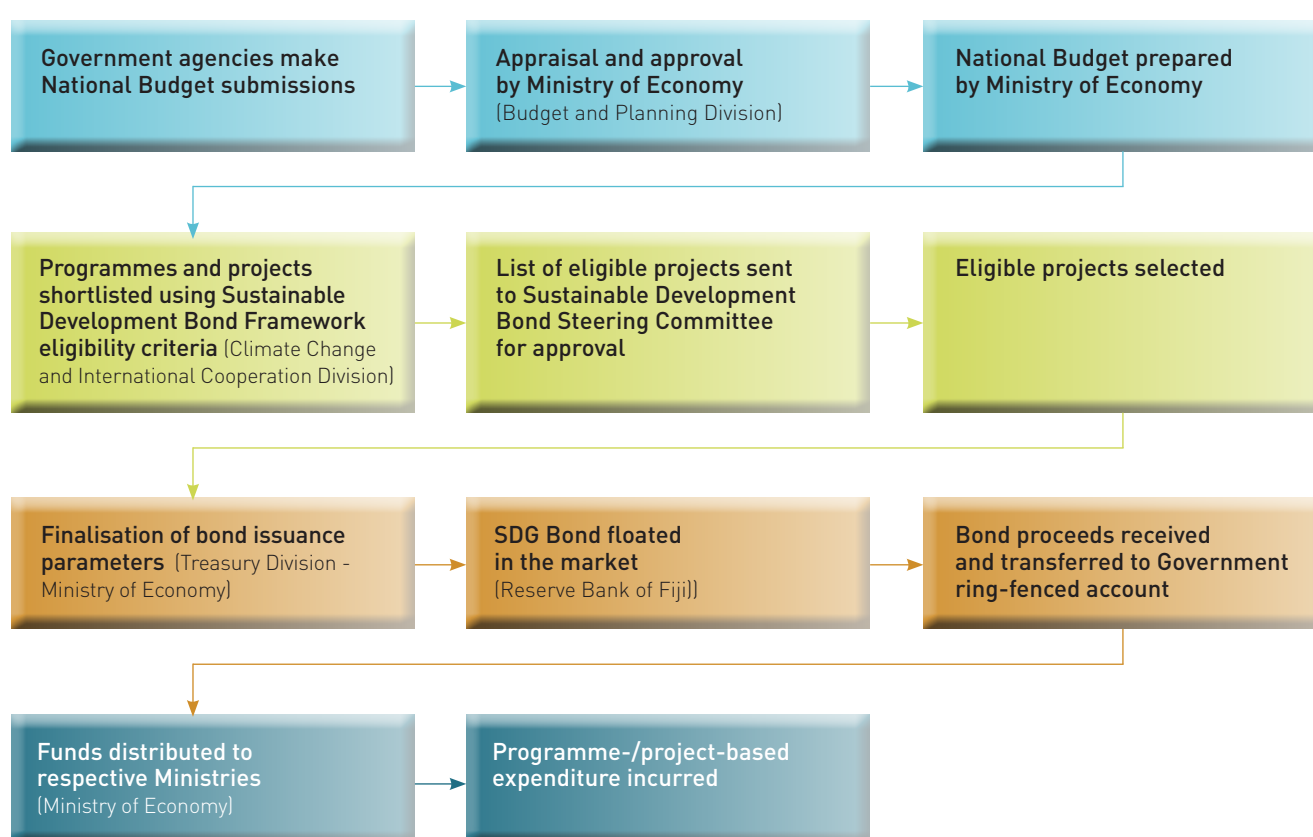 Government agencies make
National Budget submissions
Appraisal and approval
by Ministry of Economy
(Budget and Planning Division)
National Budget prepared
by Ministry of Economy
Programmes and projects
shortlisted using Sustainable
Development Bond Framework
eligibility criteria (Climate Change
and International Cooperation Division)
List of eligible projects sent
to Sustainable Development
Bond Steering Committee
for approval
Eligible projects selected
Finalisation of bond issuance
parameters (Treasury Division -
Ministry of Economy)
SDG Bond floated
in the market
(Reserve Bank of Fiji))
Bond proceeds received
and transferred to Government
ring-fenced account
Funds distributed to
respective Ministries
(Ministry of Economy)
Programme-/project-based
expenditure incurred